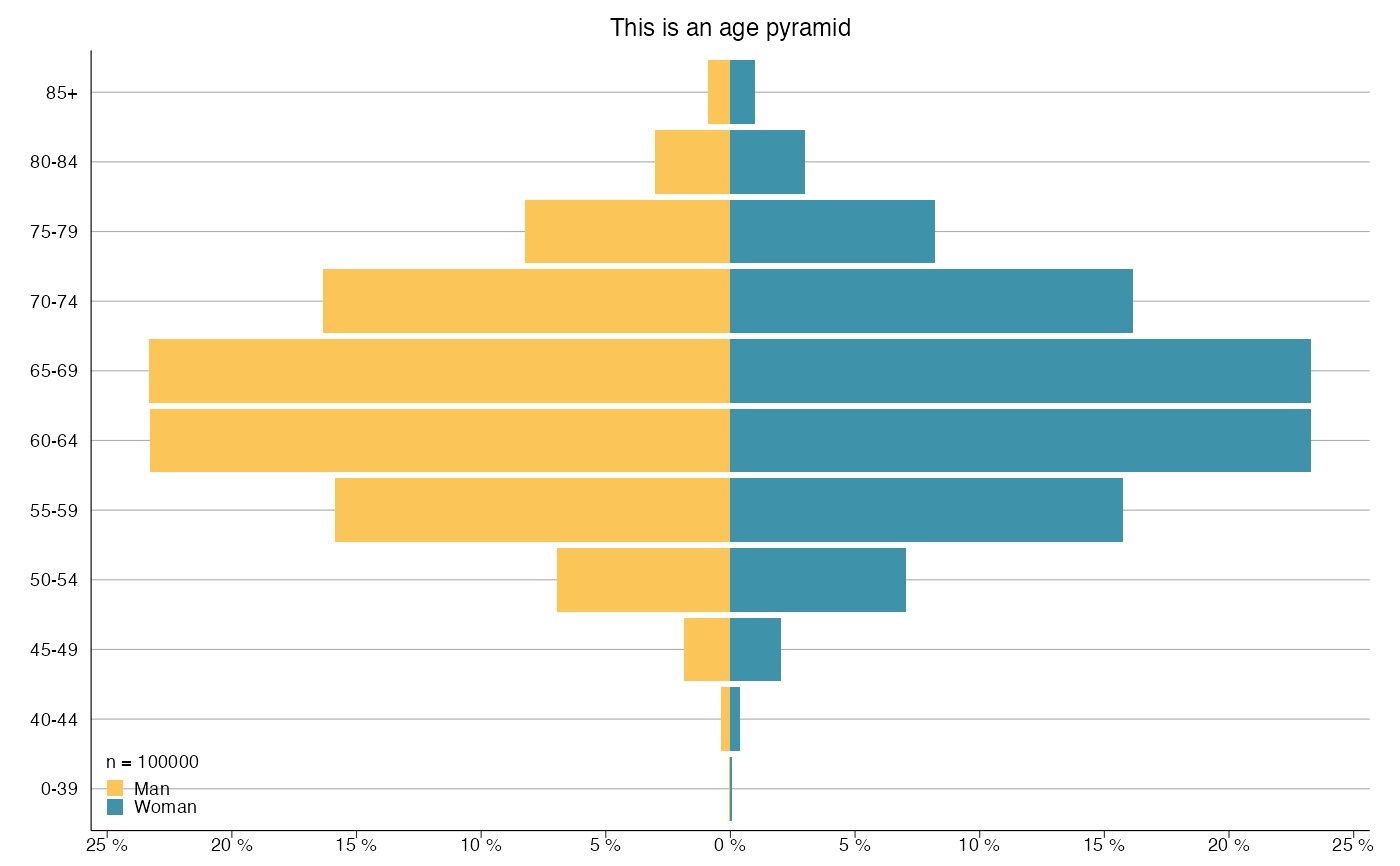 This is an age pyramid
85+
80-84
75-79
70-74
65-69
60-64
55-59
50-54
45-49
40-44
0-39
n = 100000
Man
Woman
25 % 20 % 15 % 10 % 5 % 0 % 5 % 10 % 15 % 20 % 25 %